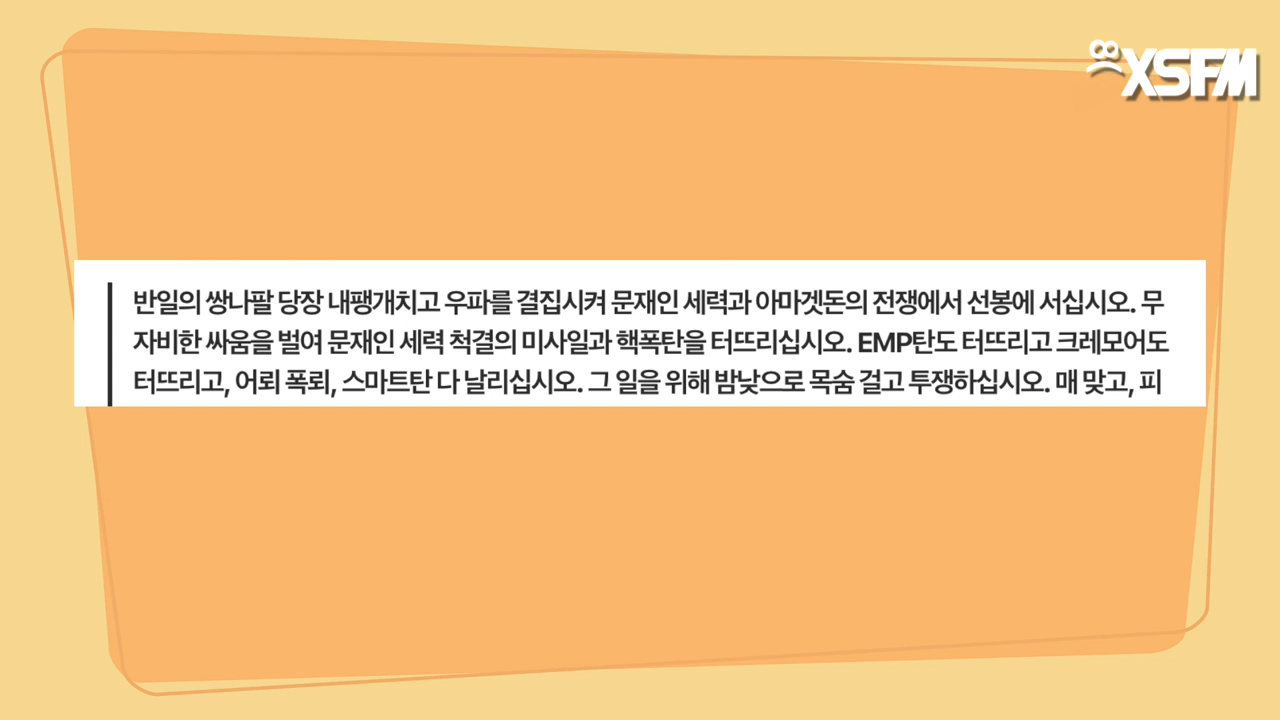 XSFM
반일의 쌍나팔 당장 내팽개치고 우파를 결집시켜 문재인 세력과 아마겟돈의 전쟁에서 선봉에 서십시오. 무
자비한 싸움을 벌여 문재인 세력 척결의 미사일과 핵폭탄을 터뜨리십시오. EMP탄도 터뜨리고 크레모어도
터뜨리고, 어뢰 폭뢰, 스마트탄 다 날리십시오. 그 일을 위해 밤낮으로 목숨 걸고 투쟁하십시오. 매 맞고, 피